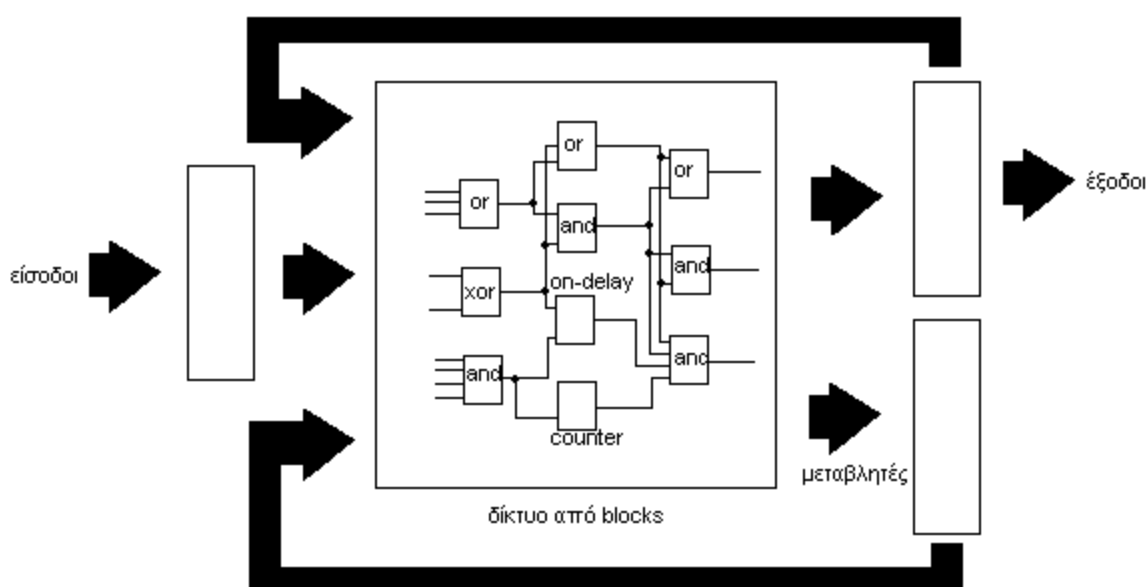 or
or
or
and
and
xor
on-delay
and
and
counter
είσοδοι
έξοδοι
μεταβλητές
δίκτυο από blocks